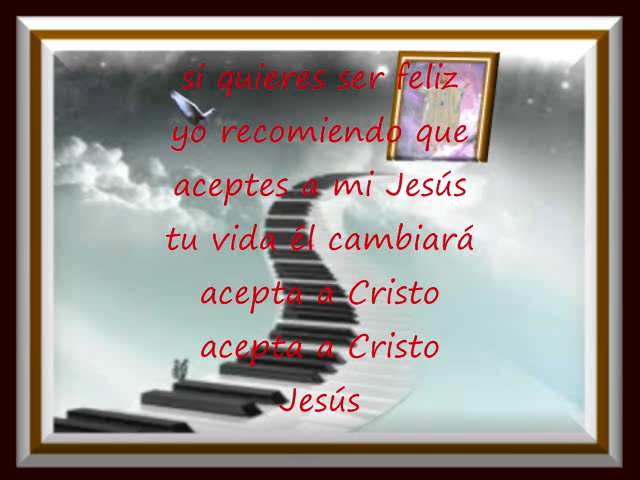 si quieres ser feliz
yo recomiendo que
aceptes a mi Jesús
tu vida él cambiará
acepta a Cristo
acepta a Cristo
Jesús